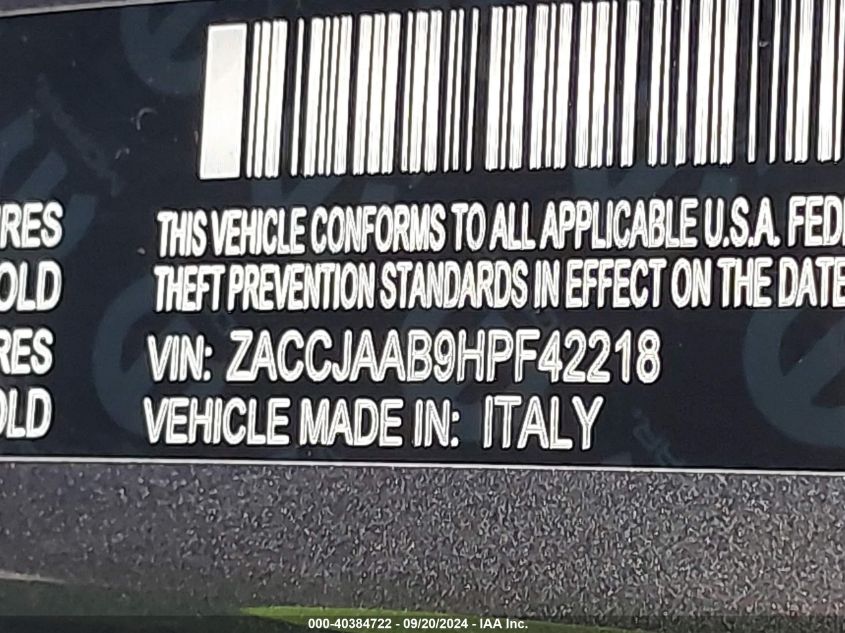 THIS VEHICLE CONFORMS TO ALL APPLICABLE U.S.A. FEDE
THEFT PREVENTION STANDARDS IN EFFECT ON THE DATE
VIN: ZACCJAAB9HPF42218
VEHICLE MADE IN: ITALY
RES
OLD
RES
OLD
000-40384722 - 09/20/2024 - IAA Inc.